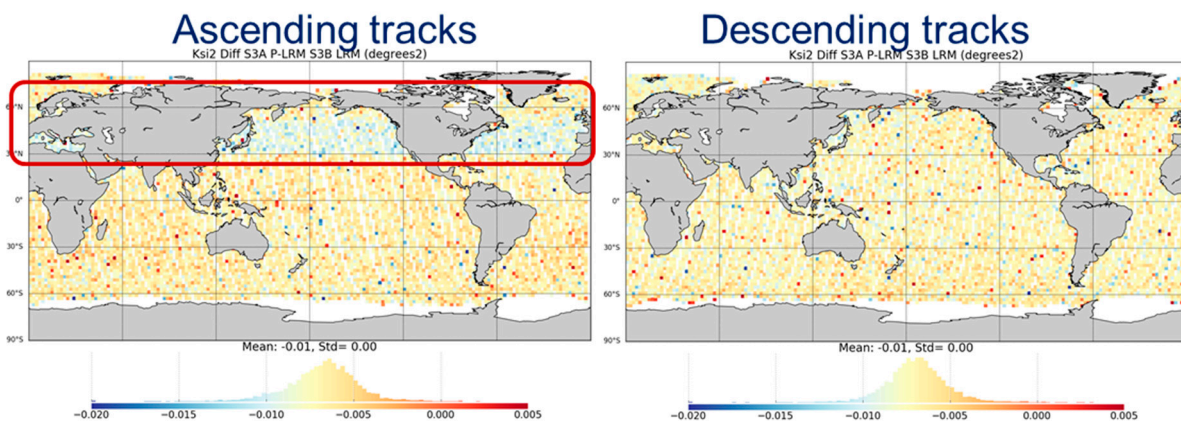 Ascending tracks
Ksi2 Diff S3A P-LRM S3B LRM (degrees2)
60°N
30°N
0°
30°S
60°S
90°S
Mean: -0.01, Std= 0.00
−0.020 −0.015 −0.010 −0.005 0.000 0.005
Descending tracks
Ksi2 Diff S3A P-LRM S3B LRM (degrees2)
60°N
30°N
0°
30°S
60°S
90°S
Mean: -0.01, Std= 0.00
−0.020 −0.015 −0.010 −0.005 0.000 0.005